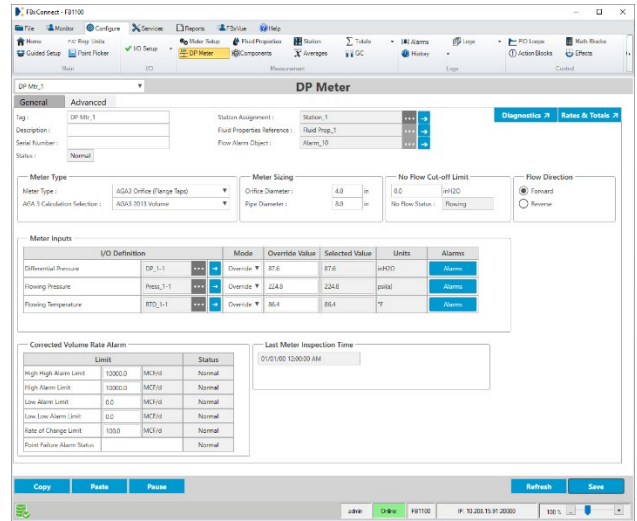 FBxConnect - FB1100
File Monitor Configure Services Reports FBxVue Help
Home Eng. Units I/O Setup Meter Setup Fluid Properties Station Totals Alarms Logs PID Loops Math Blocks
Guided Setup Point Picker DP Meter Components Averages GC History Action Blocks Effects
Main I/O Measurement Logs Control
DP Mtr_1 DP Meter
General Advanced
Tag : DP Mtr_1 Station Assignment : Station_1 Diagnostics Rates & Totals
Description : Fluid Properties Reference : Fluid Prop_1
Serial Number : Flow Alarm Object : Alarm_10
Status : Normal
Meter Type Meter Sizing No Flow Cut-off Limit Flow Direction
Meter Type : AGA3 Orifice (Flange Taps) Orifice Diameter : 4.0 in 0.0 inH2O Forward
AGA 3 Calculation Selection : AGA3 2013 Volume Pipe Diameter : 8.0 in No Flow Status : Flowing Reverse
Meter Inputs
I/O Definition Mode Override Value Selected Value Units Alarms
Differential Pressure DP_1-1 Override 87.6 87.6 inH2O Alarms
Flowing Pressure Press_1-1 Override 224.8 224.8 psi(a) Alarms
Flowing Temperature RTD_1-1 Override 86.4 86.4 °F Alarms
Corrected Volume Rate Alarm Last Meter Inspection Time
Limit Status 01/01/00 12:00:00 AM
High High Alarm Limit 10000.0 MCF/d Normal
High Alarm Limit 10000.0 MCF/d Normal
Low Alarm Limit 0.0 MCF/d Normal
Low Low Alarm Limit 0.0 MCF/d Normal
Rate of Change Limit 100.0 MCF/d Normal
Point Failure Alarm Status Normal
Copy Paste Pause Refresh Save
admin Online FB1100 IP: 10.208.15.91:20000 100 %